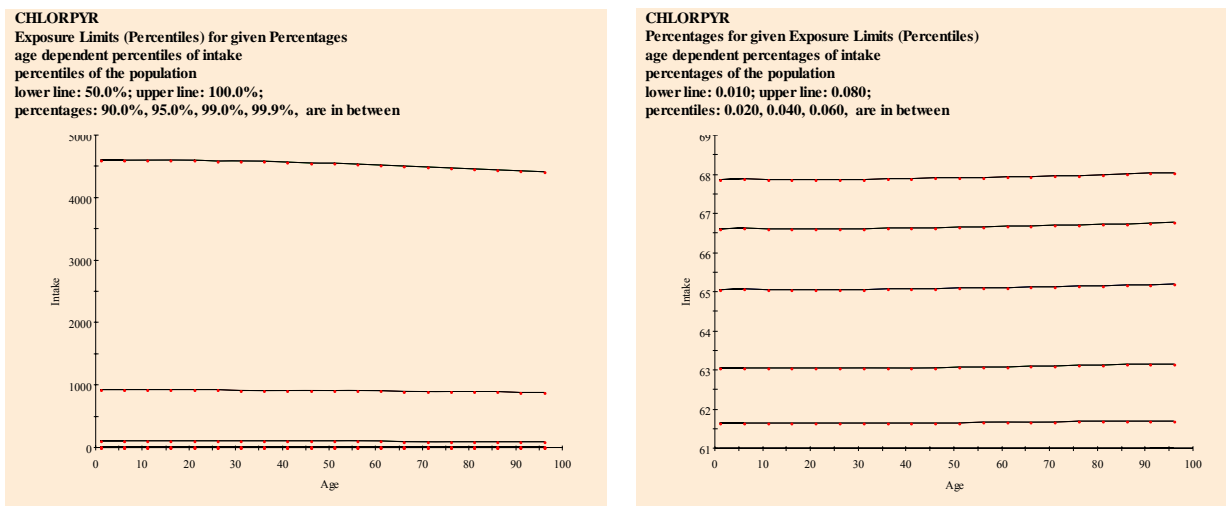 CHLORPYR
Exposure Limits (Percentiles) for given Percentages
age dependent percentiles of intake
percentiles of the population
lower line: 50.0%; upper line: 100.0%;
percentages: 90.0%, 95.0%, 99.0%, 99.9%, are in between
5000
4000
3000
2000
1000
0
Intake
0 10 20 30 40 50 60 70 80 90 100
Age
CHLORPYR
Percentages for given Exposure Limits (Percentiles)
age dependent percentages of intake
percentages of the population
lower line: 0.010; upper line: 0.080;
percentiles: 0.020, 0.040, 0.060, are in between
69
68
67
66
65
64
63
62
61
Intake
0 10 20 30 40 50 60 70 80 90 100
Age